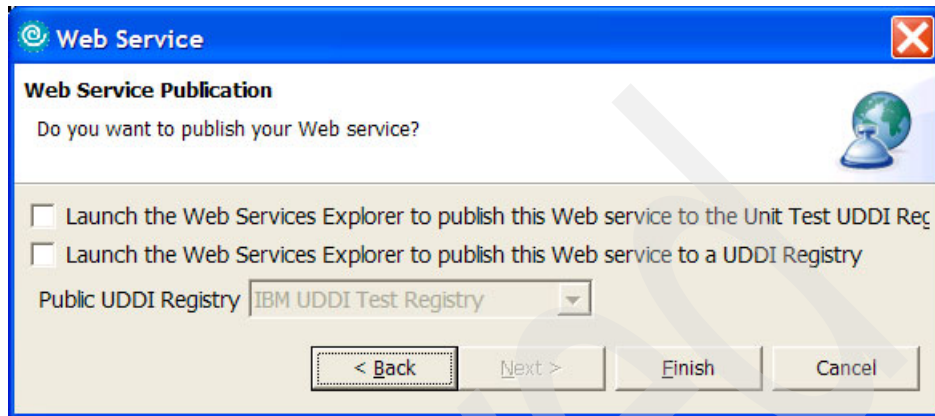 Web Service
Web Service Publication
Do you want to publish your Web service?
Launch the Web Services Explorer to publish this Web service to the Unit Test UDDI Reg
Launch the Web Services Explorer to publish this Web service to a UDDI Registry
Public UDDI Registry IBM UDDI Test Registry
< Back Next > Finish Cancel